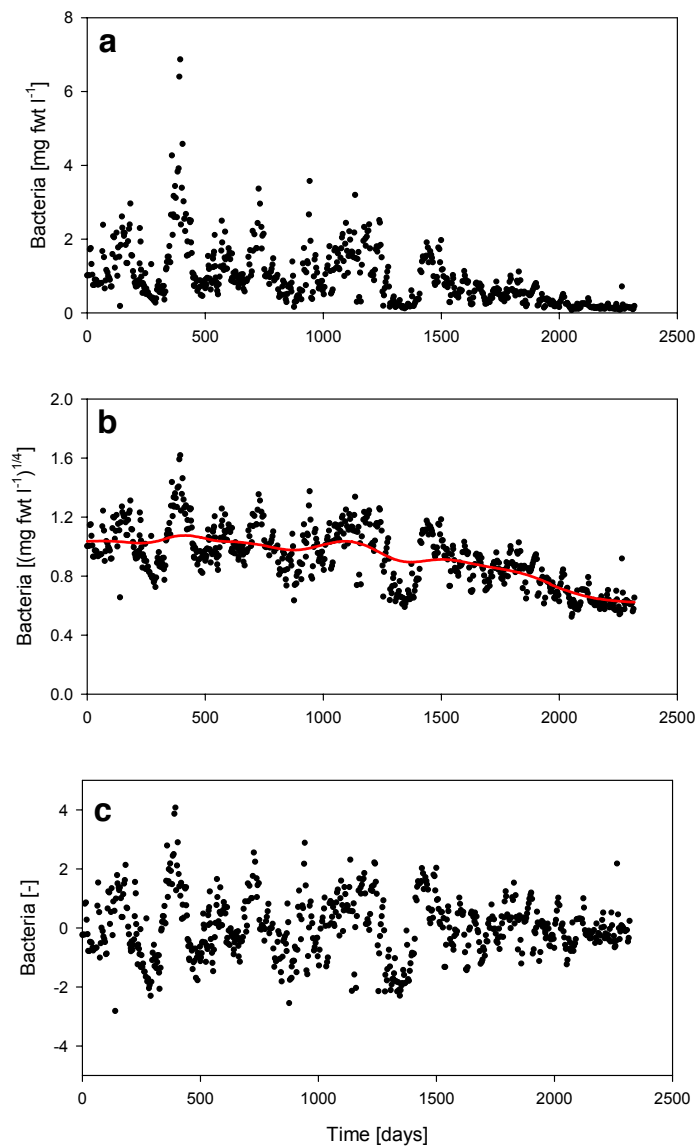 a
8
6
4
2
0
Bacteria [mg fwt l⁻¹]
0 500 1000 1500 2000 2500
b
2.0
1.6
1.2
0.8
0.4
0.0
Bacteria [(mg fwt l⁻¹)¹/⁴]
0 500 1000 1500 2000 2500
c
4
2
0
-2
-4
Bacteria [-]
0 500 1000 1500 2000 2500
Time [days]